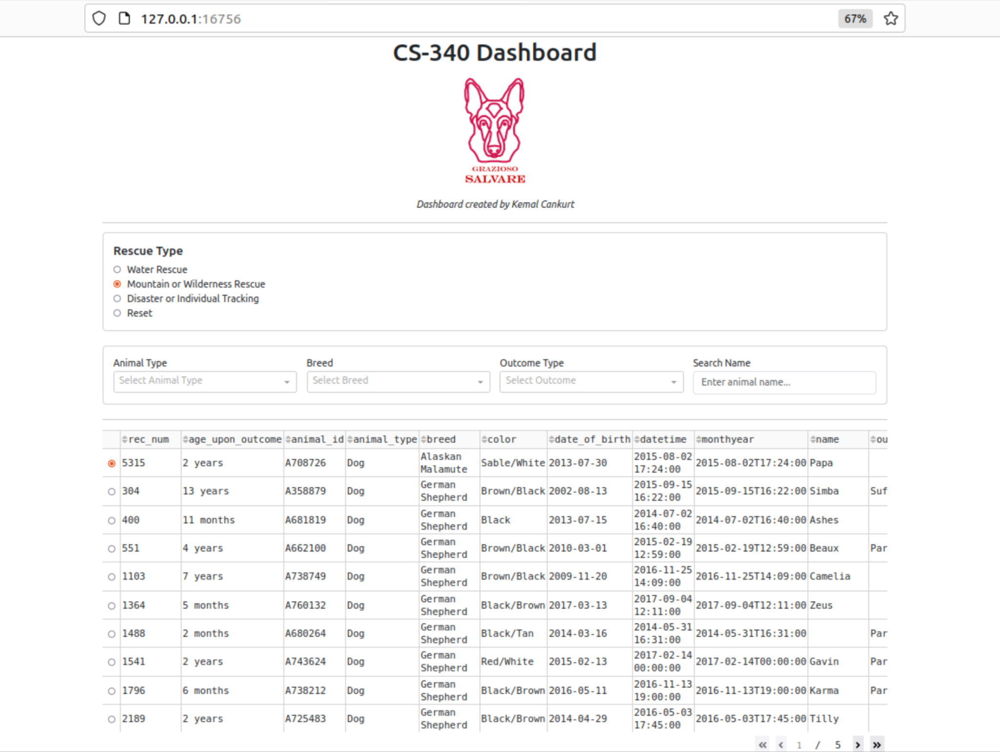 127.0.0.1:16756
67%
CS-340 Dashboard
GRAZIOSO
SALVARE
Dashboard created by Kemal Cankurt
Rescue Type
Water Rescue
Mountain or Wilderness Rescue
Disaster or Individual Tracking
Reset
Animal Type Breed Outcome Type Search Name
Select Animal Type Select Breed Select Outcome Enter animal name...
rec_num age_upon_outcome animal_id animal_type breed color date_of_birth datetime monthyear name ou
5315 2 years A708726 Dog Alaskan Malamute Sable/White 2013-07-30 2015-08-02 17:24:00 2015-08-02T17:24:00 Papa
304 13 years A358879 Dog German Shepherd Brown/Black 2002-08-13 2015-09-15 16:22:00 2015-09-15T16:22:00 Simba Suf
400 11 months A681819 Dog German Shepherd Black 2013-07-15 2014-07-02 16:40:00 2014-07-02T16:40:00 Ashes
551 4 years A662100 Dog German Shepherd Brown/Black 2010-03-01 2015-02-19 12:59:00 2015-02-19T12:59:00 Beaux Par
1103 7 years A738749 Dog German Shepherd Brown/Black 2009-11-20 2016-11-25 14:09:00 2016-11-25T14:09:00 Camelia
1364 5 months A760132 Dog German Shepherd Black/Brown 2017-03-13 2017-09-04 12:11:00 2017-09-04T12:11:00 Zeus
1488 2 months A680264 Dog German Shepherd Black/Tan 2014-03-16 2014-05-31 16:31:00 2014-05-31T16:31:00 Par
1541 2 years A743624 Dog German Shepherd Red/White 2015-02-13 2017-02-14 00:00:00 2017-02-14T00:00:00 Gavin Par
1796 6 months A738212 Dog German Shepherd Black/Brown 2016-05-11 2016-11-13 19:00:00 2016-11-13T19:00:00 Karma Par
2189 2 years A725483 Dog German Shepherd Black/Brown 2014-04-29 2016-05-03 17:45:00 2016-05-03T17:45:00 Tilly
« ‹ 1 / 5 › »